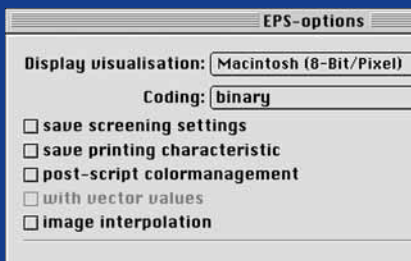 EPS-options
Display visualisation: Macintosh (8-Bit/Pixel)
Coding: binary
save screening settings
save printing characteristic
post-script colormanagement
with vector values
image interpolation